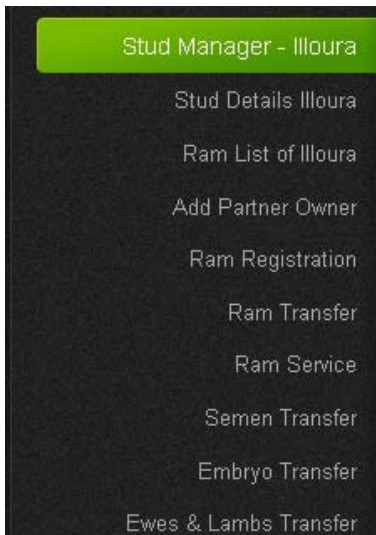 Stud Manager - Illoura
Stud Details Illoura
Ram List of Illoura
Add Partner Owner
Ram Registration
Ram Transfer
Ram Service
Semen Transfer
Embryo Transfer
Ewes & Lambs Transfer